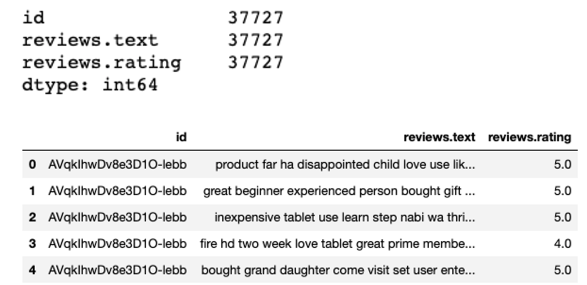 id 37727
reviews.text 37727
reviews.rating 37727
dtype: int64
id reviews.text reviews.rating
0 AVqkIhwDv8e3D1O-lebb product far ha disappointed child love use lik... 5.0
1 AVqkIhwDv8e3D1O-lebb great beginner experienced person bought gift ... 5.0
2 AVqkIhwDv8e3D1O-lebb inexpensive tablet use learn step nabi wa thri... 5.0
3 AVqkIhwDv8e3D1O-lebb fire hd two week love tablet great prime membe... 4.0
4 AVqkIhwDv8e3D1O-lebb bought grand daughter come visit set user ente... 5.0